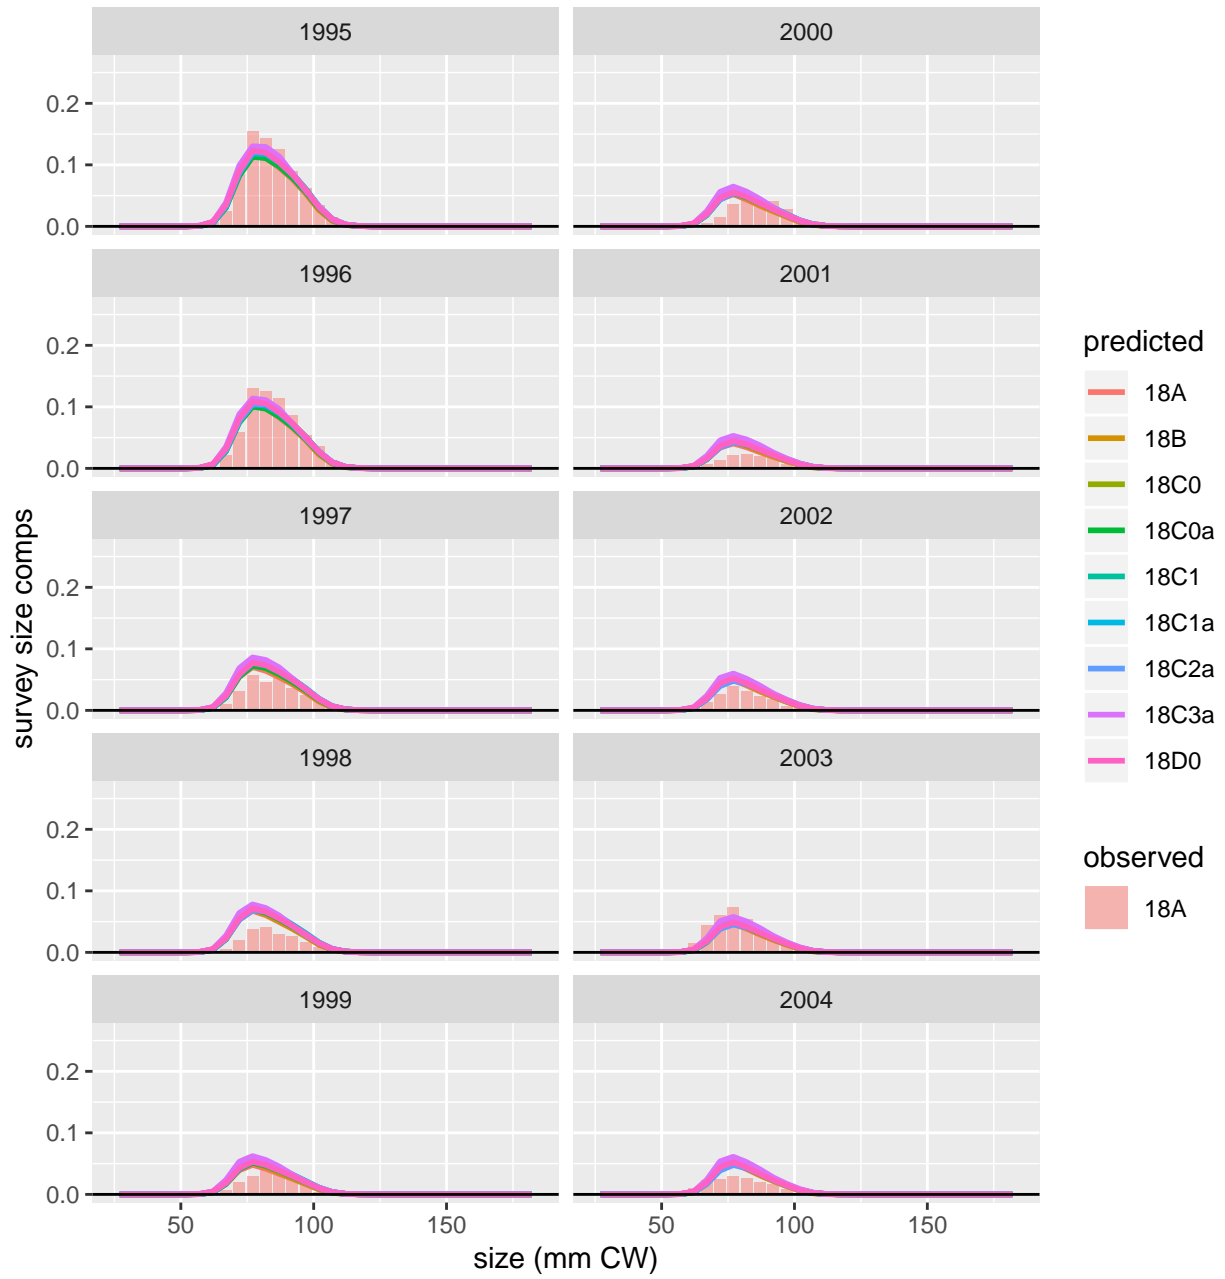 1995
2000
0.2
0.1
0.0
1996
2001
0.2
0.1
0.0
1997
2002
0.2
0.1
0.0
1998
2003
0.2
0.1
0.0
1999
2004
0.2
0.1
0.0
50
100
150
50
100
150
size (mm CW)
survey size comps
predicted
18A
18B
18C0
18C0a
18C1
18C1a
18C2a
18C3a
18D0
observed
18A